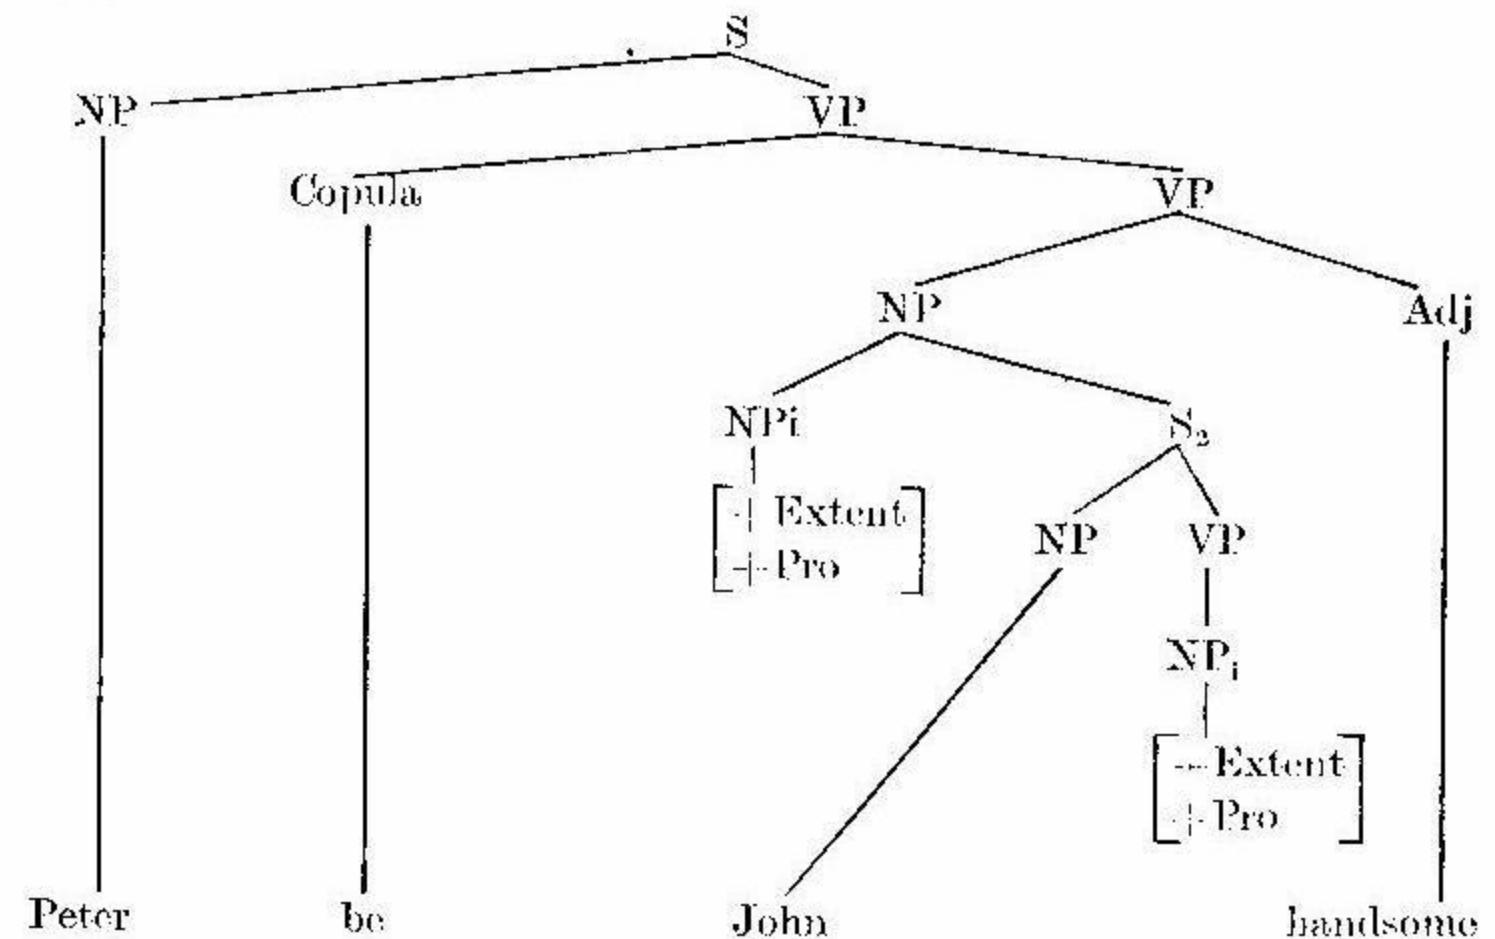 S
NP VP
Copula VP
NP Adj
NPi S₂
[+ Extent]
[+ Pro]
NP VP
NPᵢ
[+ Extent]
[+ Pro]
Peter be John handsome